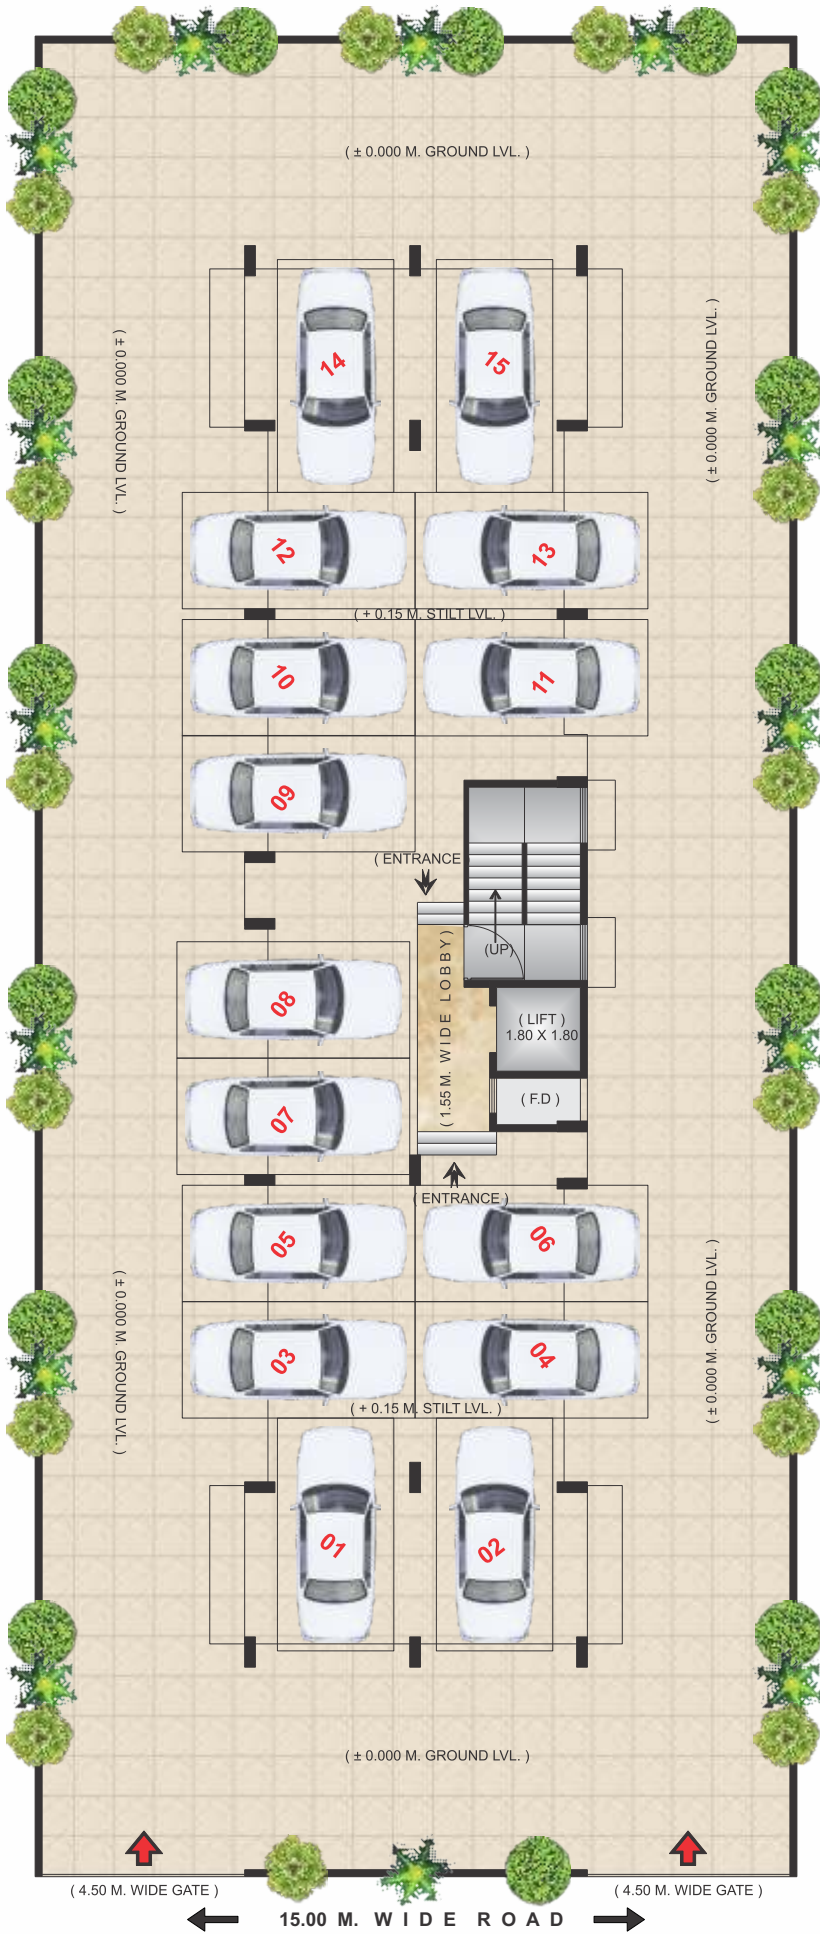 ( ± 0.000 M. GROUND LVL. )
( ± 0.000 M. GROUND LVL. )
( ± 0.000 M. GROUND LVL. )
14
15
12
13
( + 0.15 M. STILT LVL. )
10
11
09
( ENTRANCE )
(UP)
( 1.55 M. WIDE LOBBY )
08
( LIFT )
1.80 X 1.80
( F.D )
07
( ENTRANCE )
05
06
( ± 0.000 M. GROUND LVL. )
( ± 0.000 M. GROUND LVL. )
03
04
( + 0.15 M. STILT LVL. )
01
02
( ± 0.000 M. GROUND LVL. )
( 4.50 M. WIDE GATE )
( 4.50 M. WIDE GATE )
15.00 M. WIDE ROAD